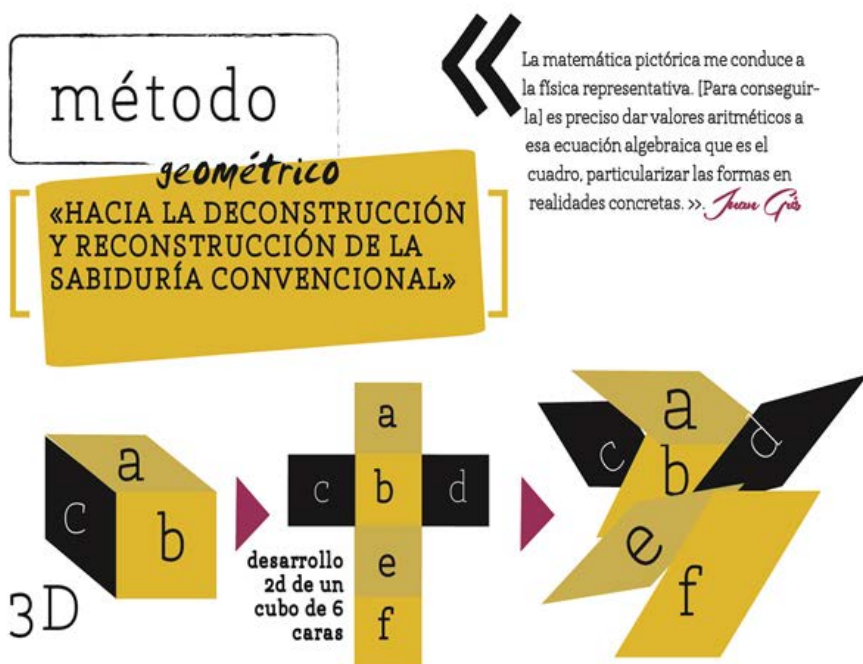 método
geométrico
«HACIA LA DECONSTRUCCIÓN
Y RECONSTRUCCIÓN DE LA
SABIDURÍA CONVENCIONAL»
«
La matemática pictórica me conduce a
la física representativa. [Para conseguir-
la] es preciso dar valores aritméticos a
esa ecuación algebraica que es el
cuadro, particularizar las formas en
realidades concretas. >>. Juan Gris
a
c
b
3D
a
c b d
e
f
desarrollo
2d de un
cubo de 6
caras
a
c
d
b
e
f